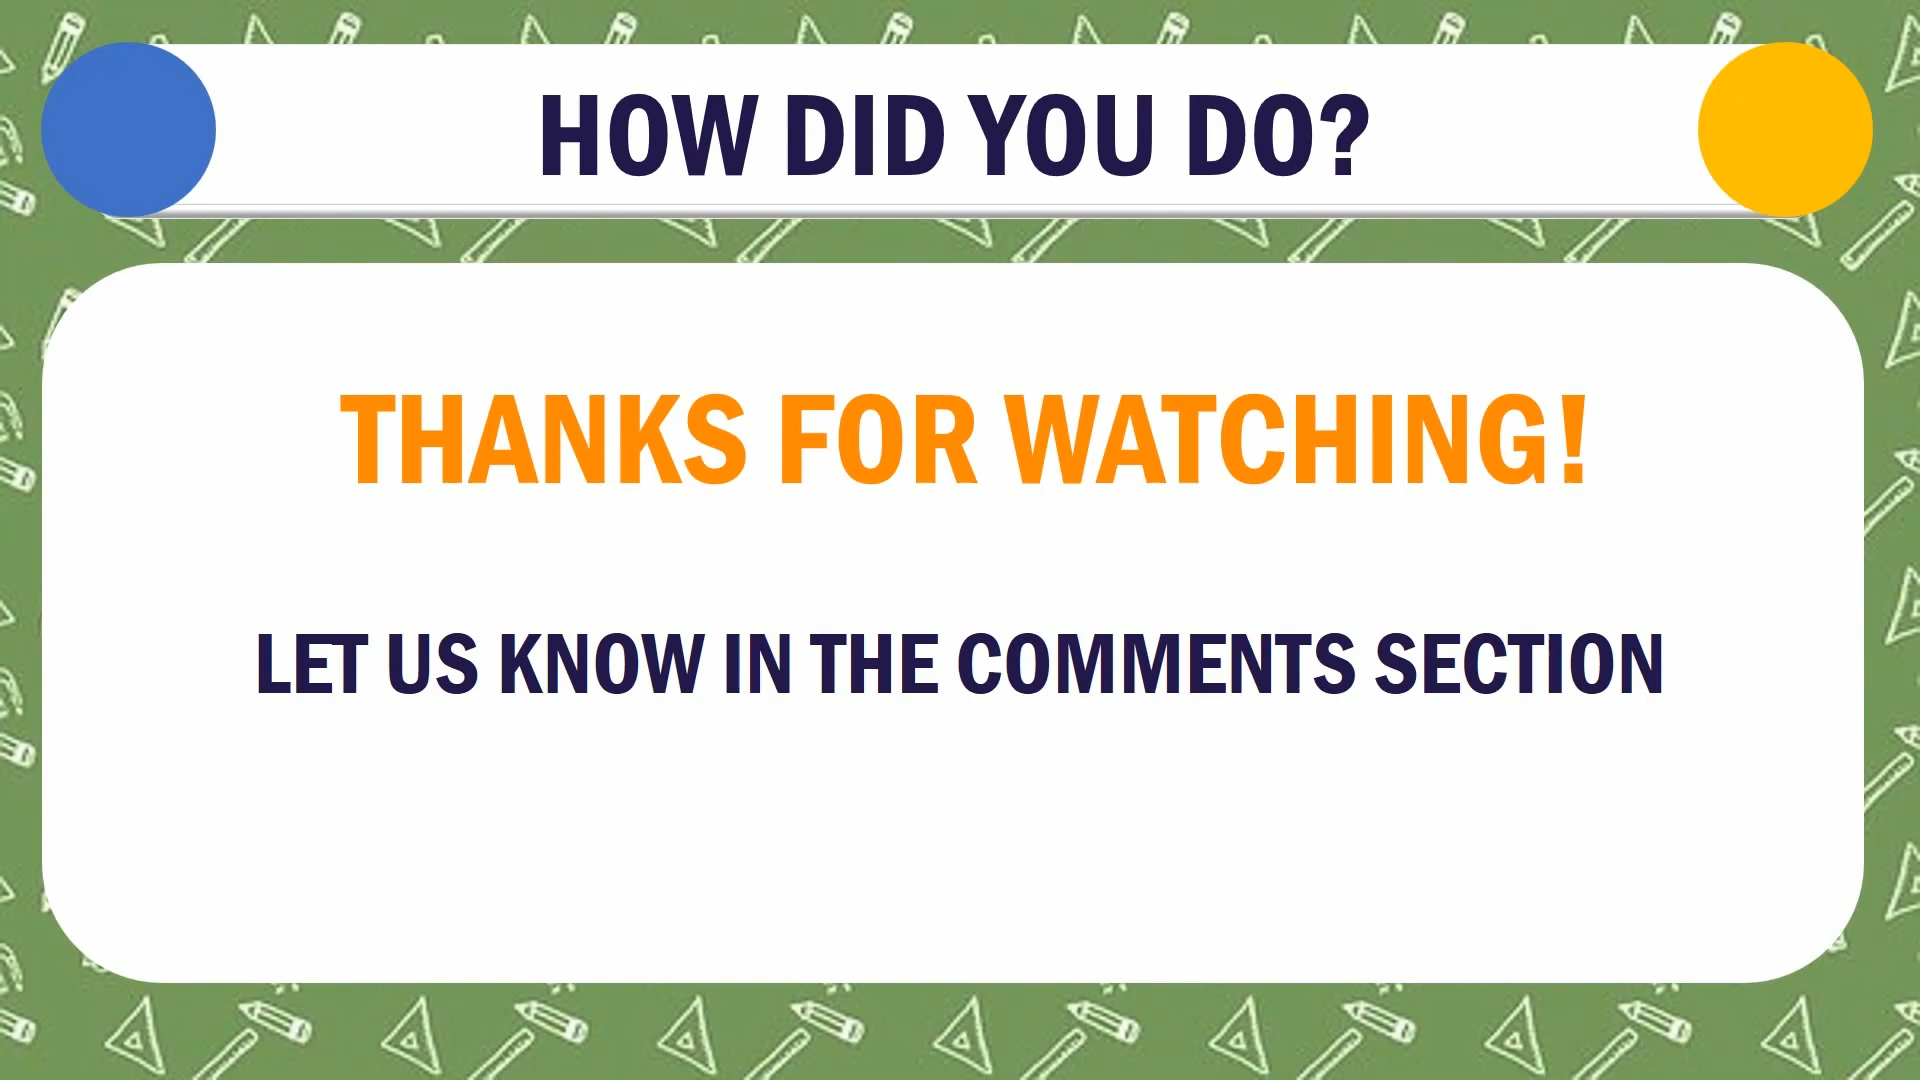 HOW DID YOU DO?
THANKS FOR WATCHING!
LET US KNOW IN THE COMMENTS SECTION